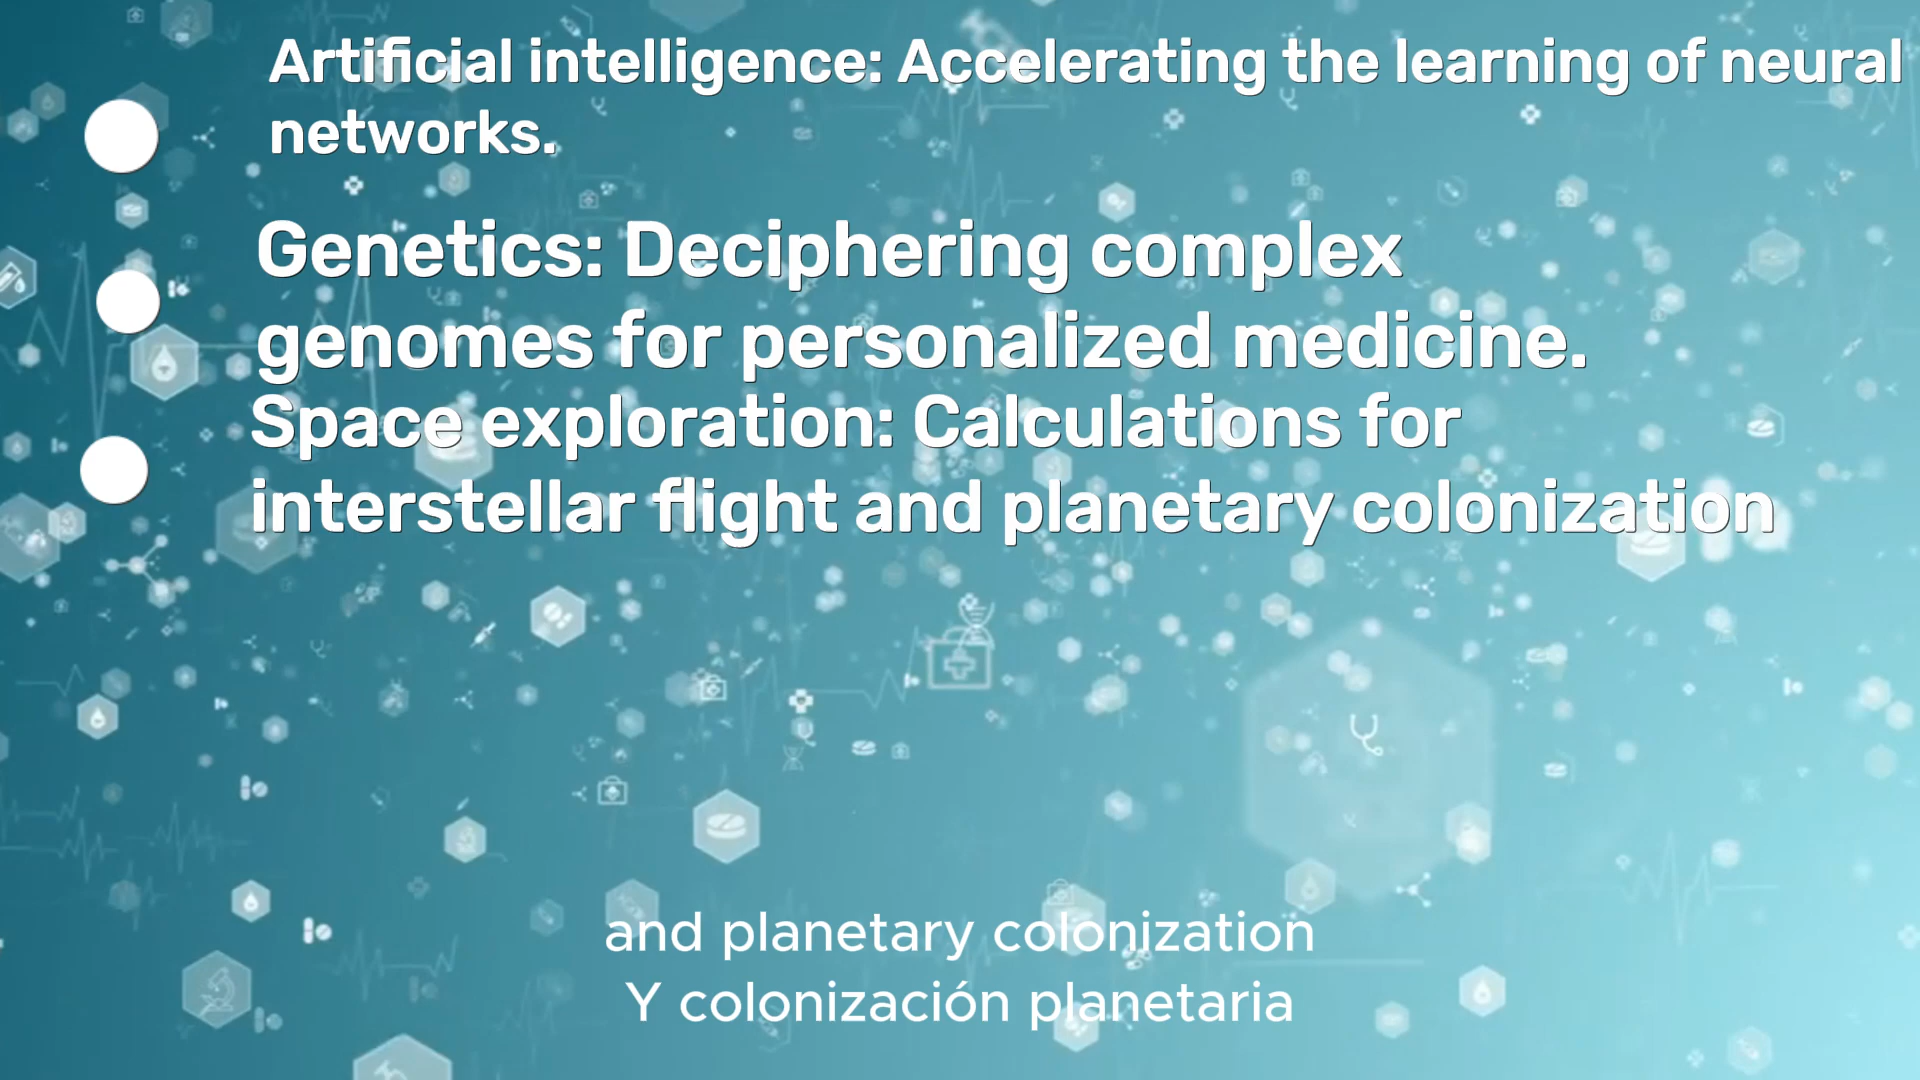 Artificial intelligence: Accelerating the learning of neural
networks.
Genetics: Deciphering complex
genomes for personalized medicine.
Space exploration: Calculations for
interstellar flight and planetary colonization
and planetary colonization
Y colonización planetaria